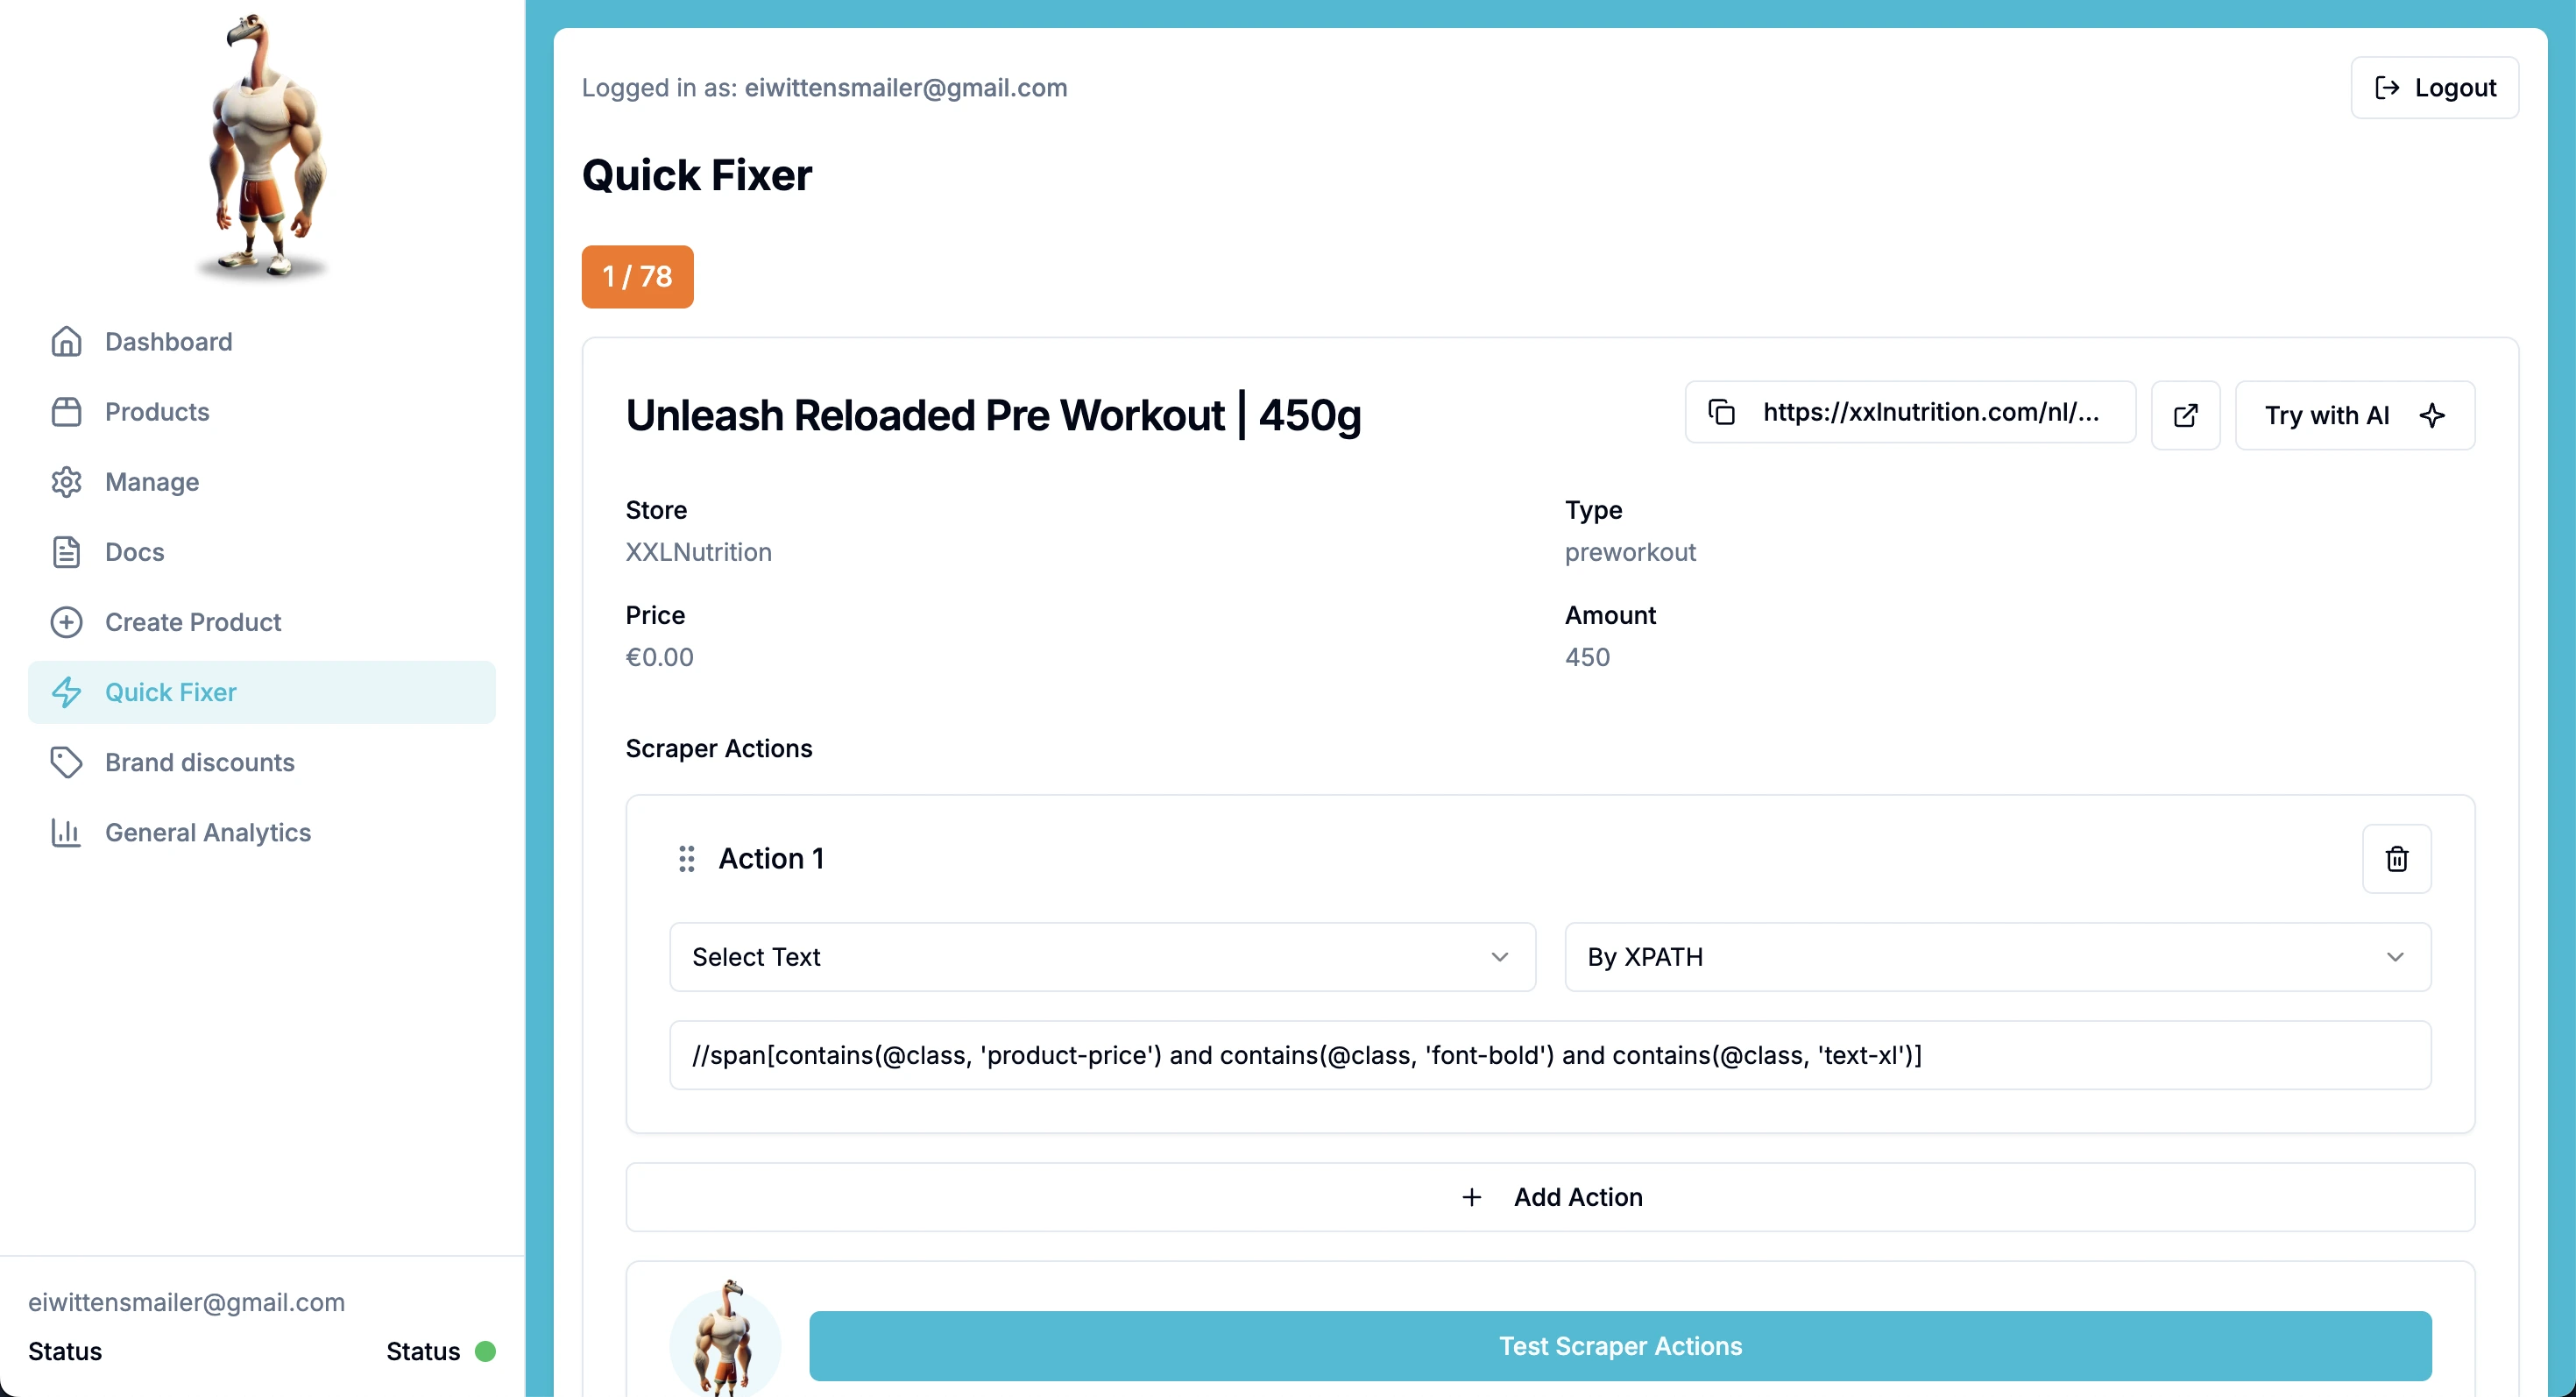 Dashboard
Products
Manage
Docs
Create Product
Quick Fixer
Brand discounts
General Analytics
eiwittensmailer@gmail.com
Status Status
Logged in as: eiwittensmailer@gmail.com
Logout
Quick Fixer
1 / 78
Unleash Reloaded Pre Workout | 450g
https://xxlnutrition.com/nl/...
Try with AI
Store
XXLNutrition
Type
preworkout
Price
€0.00
Amount
450
Scraper Actions
Action 1
Select Text
By XPATH
//span[contains(@class, 'product-price') and contains(@class, 'font-bold') and contains(@class, 'text-xl')]
Add Action
Test Scraper Actions